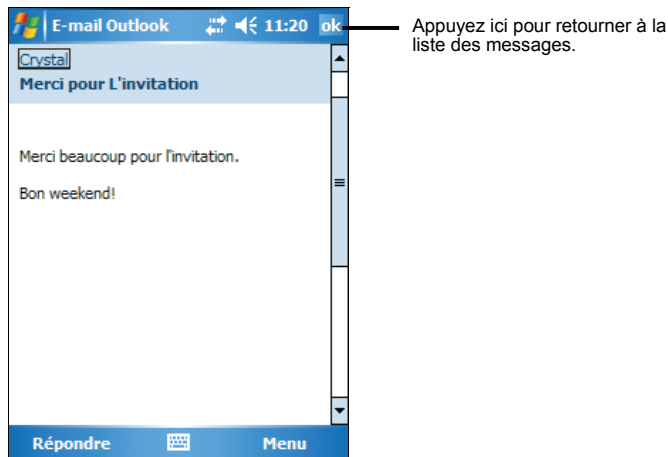 E-mail Outlook 11:20 ok
Appuyez ici pour retourner à la
liste des messages.
Crystal
Merci pour L'invitation
Merci beaucoup pour l'invitation.
Bon weekend!
Répondre Menu